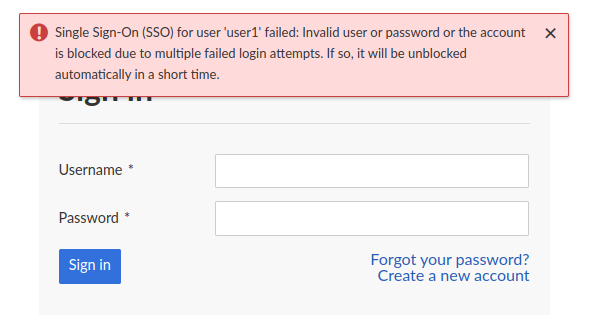 Single Sign-On (SSO) for user 'user1' failed: Invalid user or password or the account
is blocked due to multiple failed login attempts. If so, it will be unblocked
automatically in a short time.
Sign in
Username *
Password *
Sign in
Forgot your password?
Create a new account